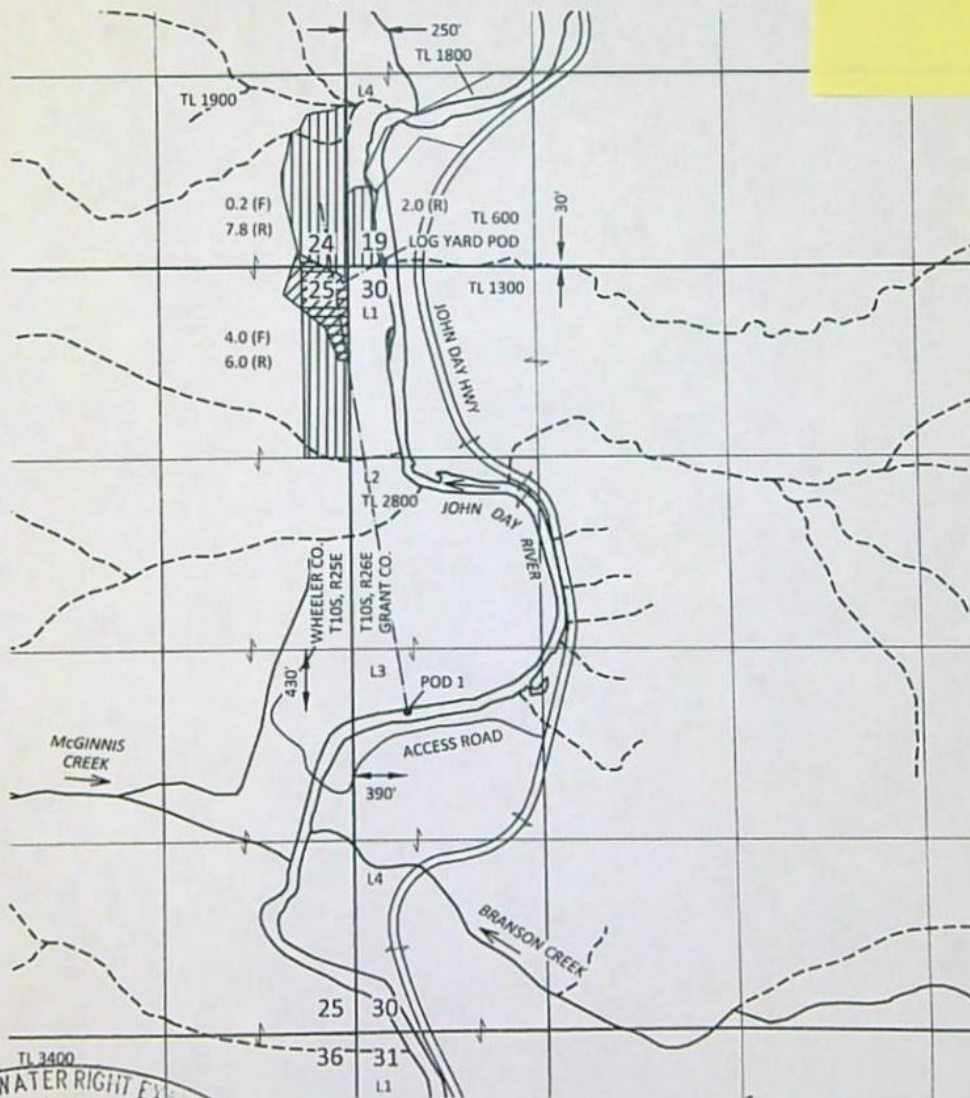 250'
TL 1800
TL 1900
L4
0.2 (F)
7.8 (R)
2.0 (R)
TL 600
30'
24
19
LOG YARD POD
25
30
TL 1300
L1
4.0 (F)
6.0 (R)
JOHN DAY HWY
L2
TL 2800
JOHN DAY RIVER
WHEELER CO.
T10S, R25E
T10S, R26E
GRANT CO.
430'
L3
POD 1
McGINNIS
CREEK
ACCESS ROAD
390'
L4
BRANSON CREEK
25
30
36
31
TL 3400
L1
WATER RIGHT